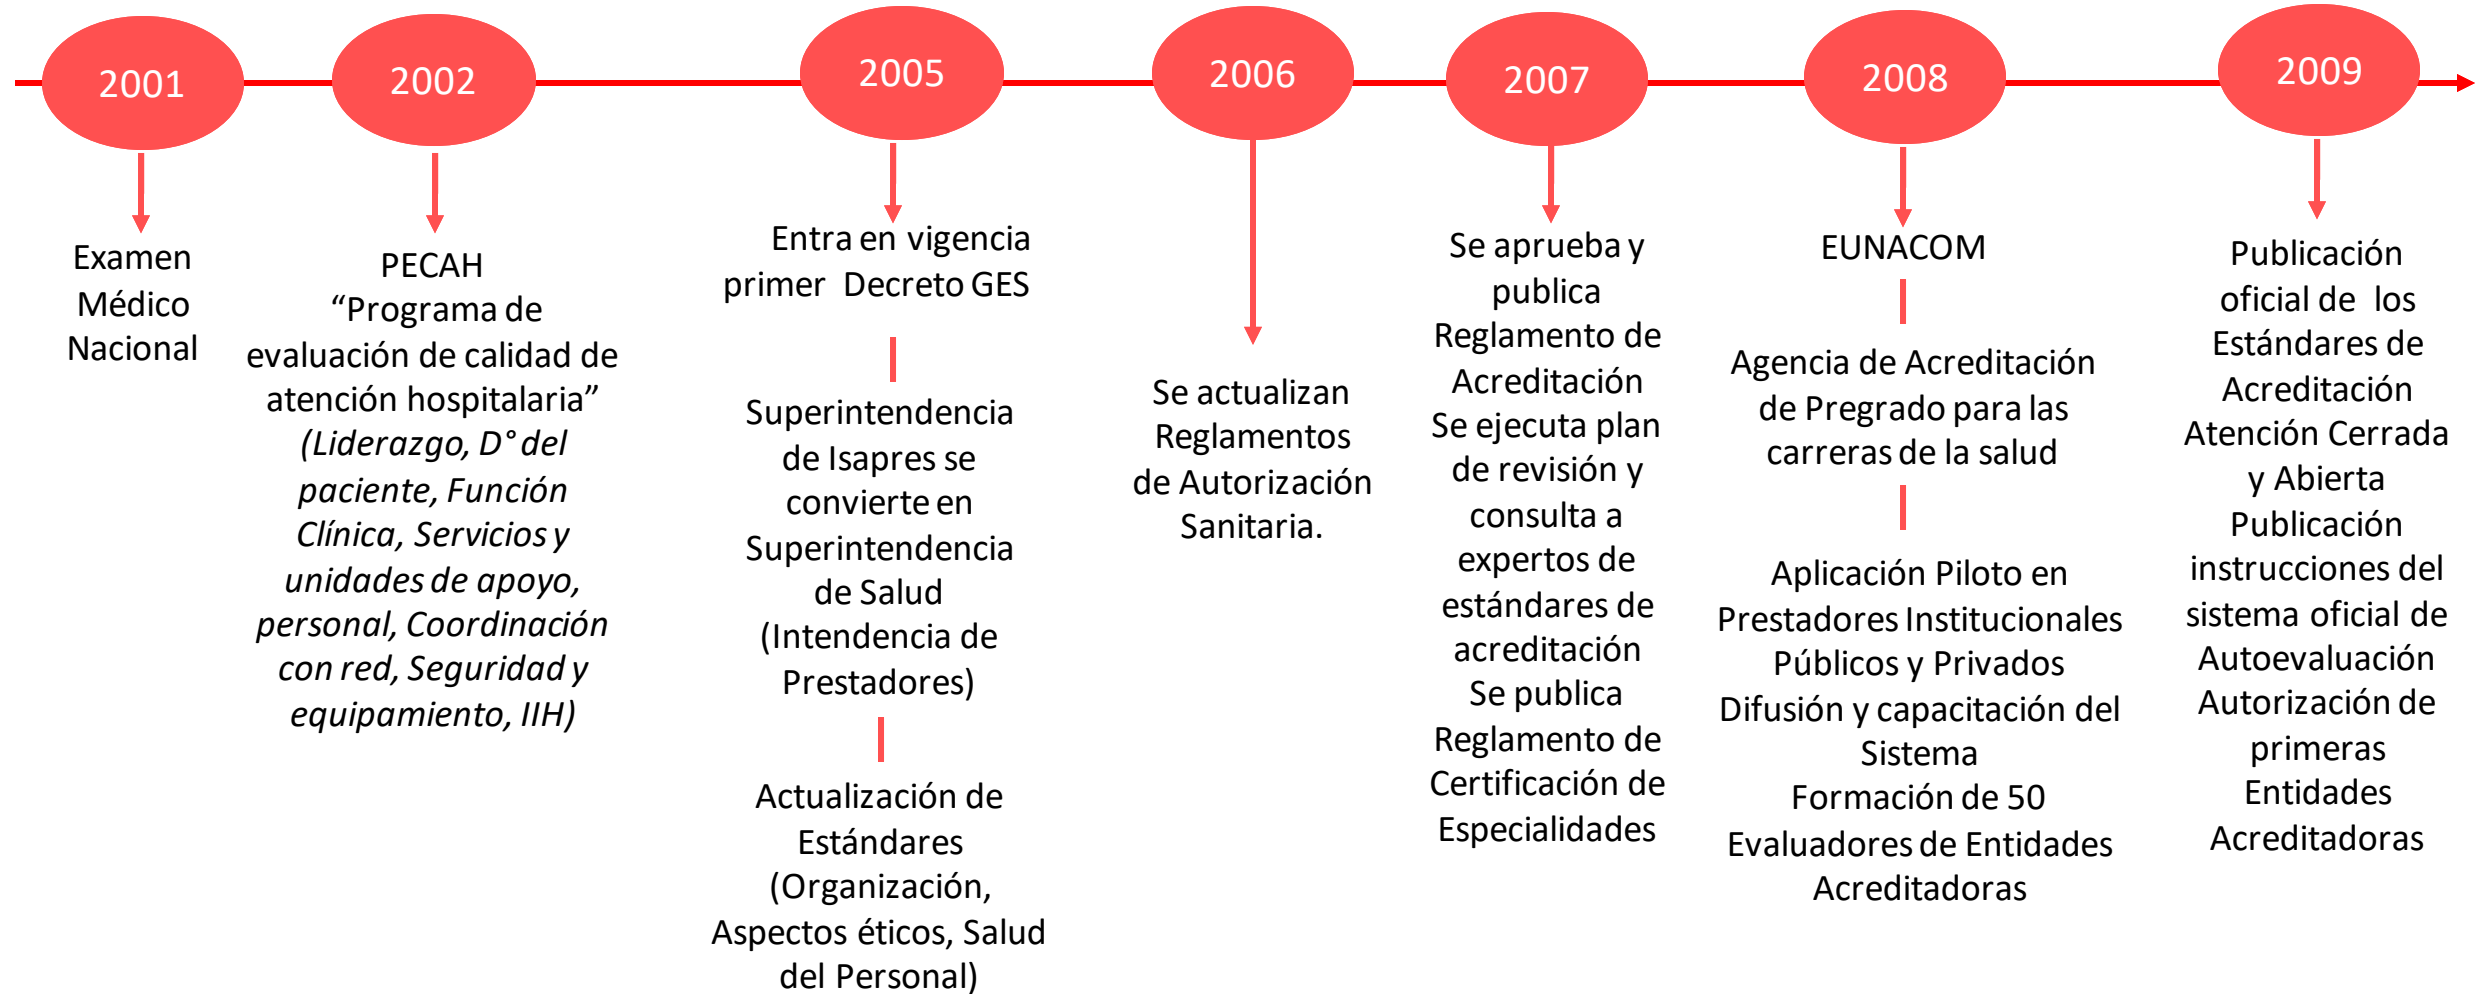 2001
Examen
Médico
Nacional
2002
PECAH
“Programa de
evaluación de calidad de
atención hospitalaria”
(Liderazgo, D° del
paciente, Función
Clínica, Servicios y
unidades de apoyo,
personal, Coordinación
con red, Seguridad y
equipamiento, IIH)
2005
Entra en vigencia
primer Decreto GES
Superintendencia
de Isapres se
convierte en
Superintendencia
de Salud
(Intendencia de
Prestadores)
Actualización de
Estándares
(Organización,
Aspectos éticos, Salud
del Personal)
2006
Se actualizan
Reglamentos
de Autorización
Sanitaria.
2007
Se aprueba y
publica
Reglamento de
Acreditación
Se ejecuta plan
de revisión y
consulta a
expertos de
estándares de
acreditación
Se publica
Reglamento de
Certificación de
Especialidades
2008
EUNACOM
Agencia de Acreditación
de Pregrado para las
carreras de la salud
Aplicación Piloto en
Prestadores Institucionales
Públicos y Privados
Difusión y capacitación del
Sistema
Formación de 50
Evaluadores de Entidades
Acreditadoras
2009
Publicación
oficial de los
Estándares de
Acreditación
Atención Cerrada
y Abierta
Publicación
instrucciones del
sistema oficial de
Autoevaluación
Autorización de
primeras
Entidades
Acreditadoras